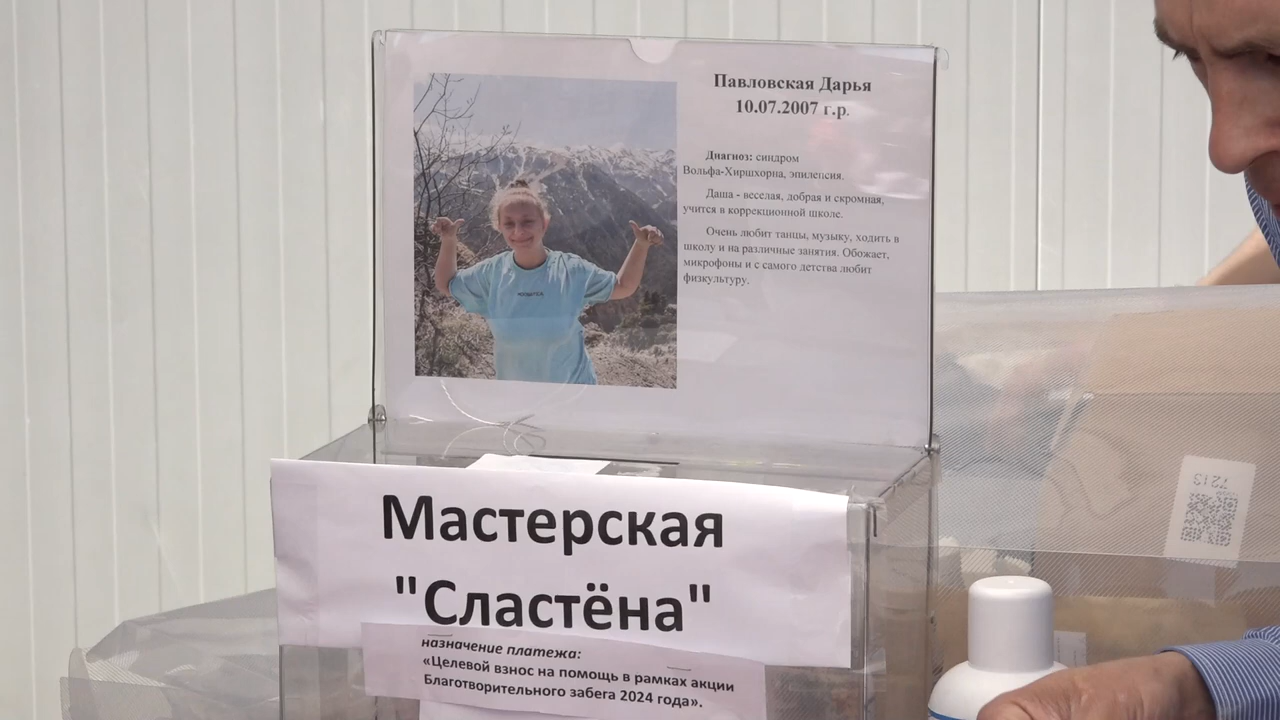 Павловская Дарья
10.07.2007 г.р.
Диагноз: синдром
Вольфа-Хиршхорна, эпилепсия.
Даша - веселая, добрая и скромная,
учится в коррекционной школе.
Очень любит танцы, музыку, ходить в
школу и на различные занятия. Обожает,
микрофоны и с самого детства любит
физкультуру.
Мастерская
"Сластёна"
назначение платежа:
«Целевой взнос на помощь в рамках акции
Благотворительного забега 2024 года».
7213